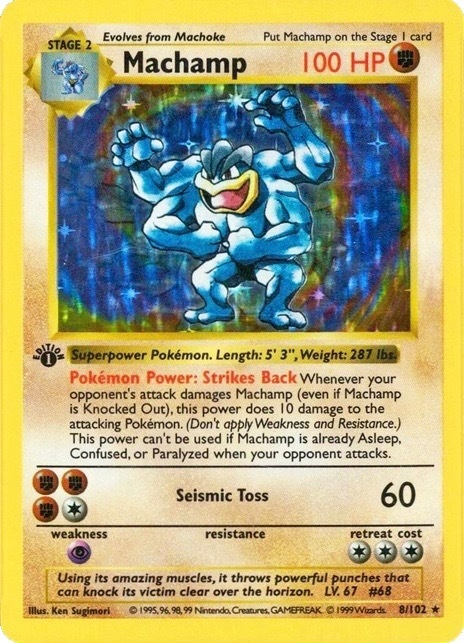 STAGE 2
Evolves from Machoke
Put Machamp on the Stage 1 card
Machamp
100 HP
EDITION
1
Superpower Pokémon. Length: 5' 3", Weight: 287 lbs.
Pokémon Power: Strikes Back Whenever your
opponent's attack damages Machamp (even if Machamp
is Knocked Out), this power does 10 damage to the
attacking Pokémon. (Don't apply Weakness and Resistance.)
This power can't be used if Machamp is already Asleep,
Confused, or Paralyzed when your opponent attacks.
Seismic Toss
60
weakness
resistance
retreat cost
Using its amazing muscles, it throws powerful punches that
can knock its victim clear over the horizon. LV. 67 #68
Illus. Ken Sugimori
© 1995, 96, 98, 99 Nintendo, Creatures, GAMEFREAK. © 1999 Wizards.
8/102 ★